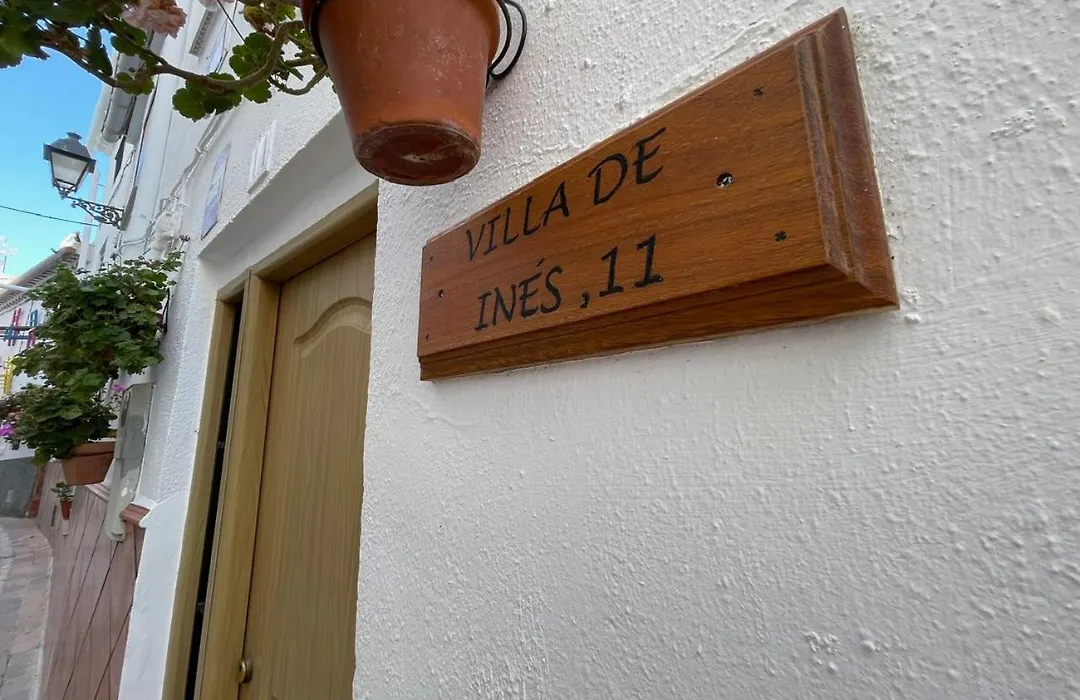 VILLA DE
INÉS ,11